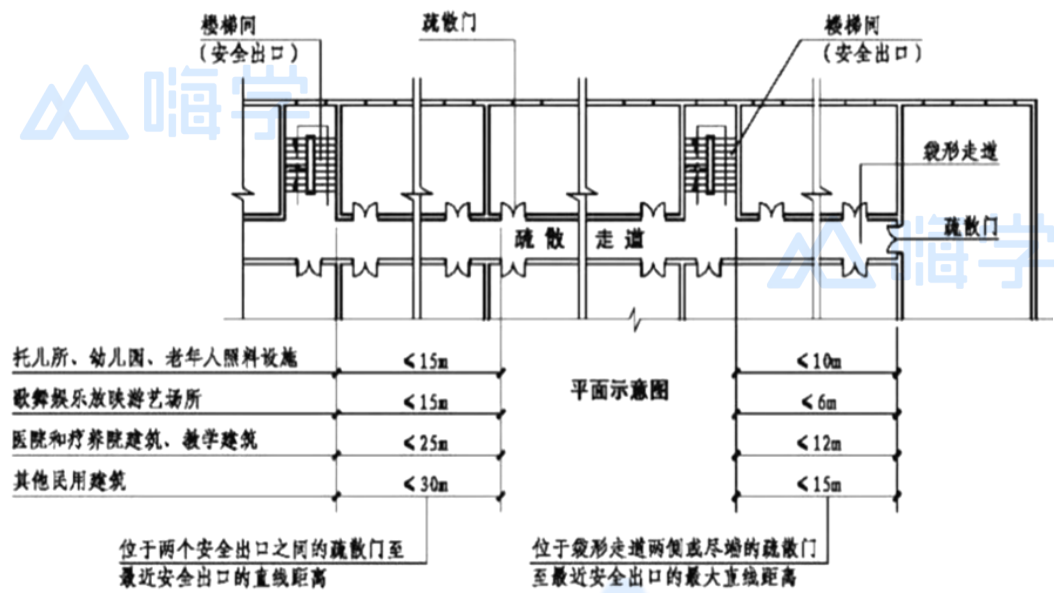 楼梯间
(安全出口)
疏散门
楼梯间
(安全出口)
嗨学
袋形走道
疏散门
疏散 走道
嗨学
托儿所、幼儿园、老年人照料设施
≤15m
≤10m
平面示意图
歌舞娱乐放映游艺场所
≤15m
≤6m
医院和疗养院建筑、教学建筑
≤25m
≤12m
其他民用建筑
≤30m
≤15m
位于两个安全出口之间的疏散门至
最近安全出口的直线距离
位于袋形走道两侧或尽端的疏散门
至最近安全出口的最大直线距离